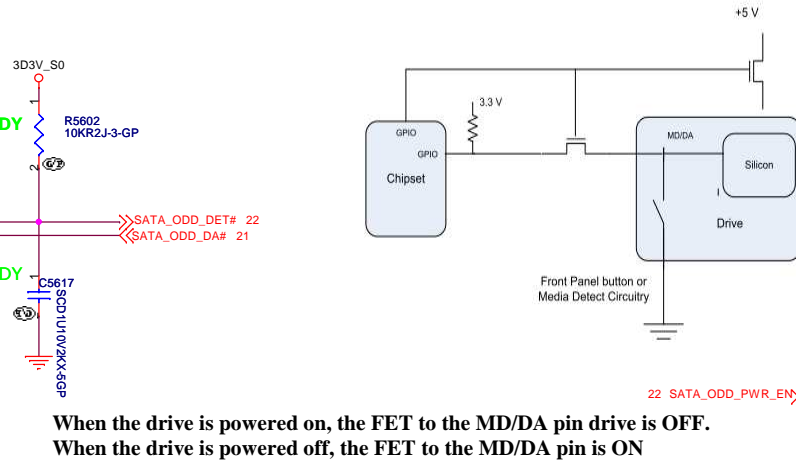 +5 V
3D3V_S0
1
DY
R5602
10KR2J-3-GP
2
3.3 V
GPIO
GPIO
Chipset
MD/DA
Silicon
Drive
SATA_ODD_DET# 22
SATA_ODD_DA# 21
DY
1
C5617
SCD1U10V2KX-5GP
Front Panel button or
Media Detect Circuitry
22 SATA_ODD_PWR_EN
When the drive is powered on, the FET to the MD/DA pin drive is OFF.
When the drive is powered off, the FET to the MD/DA pin is ON